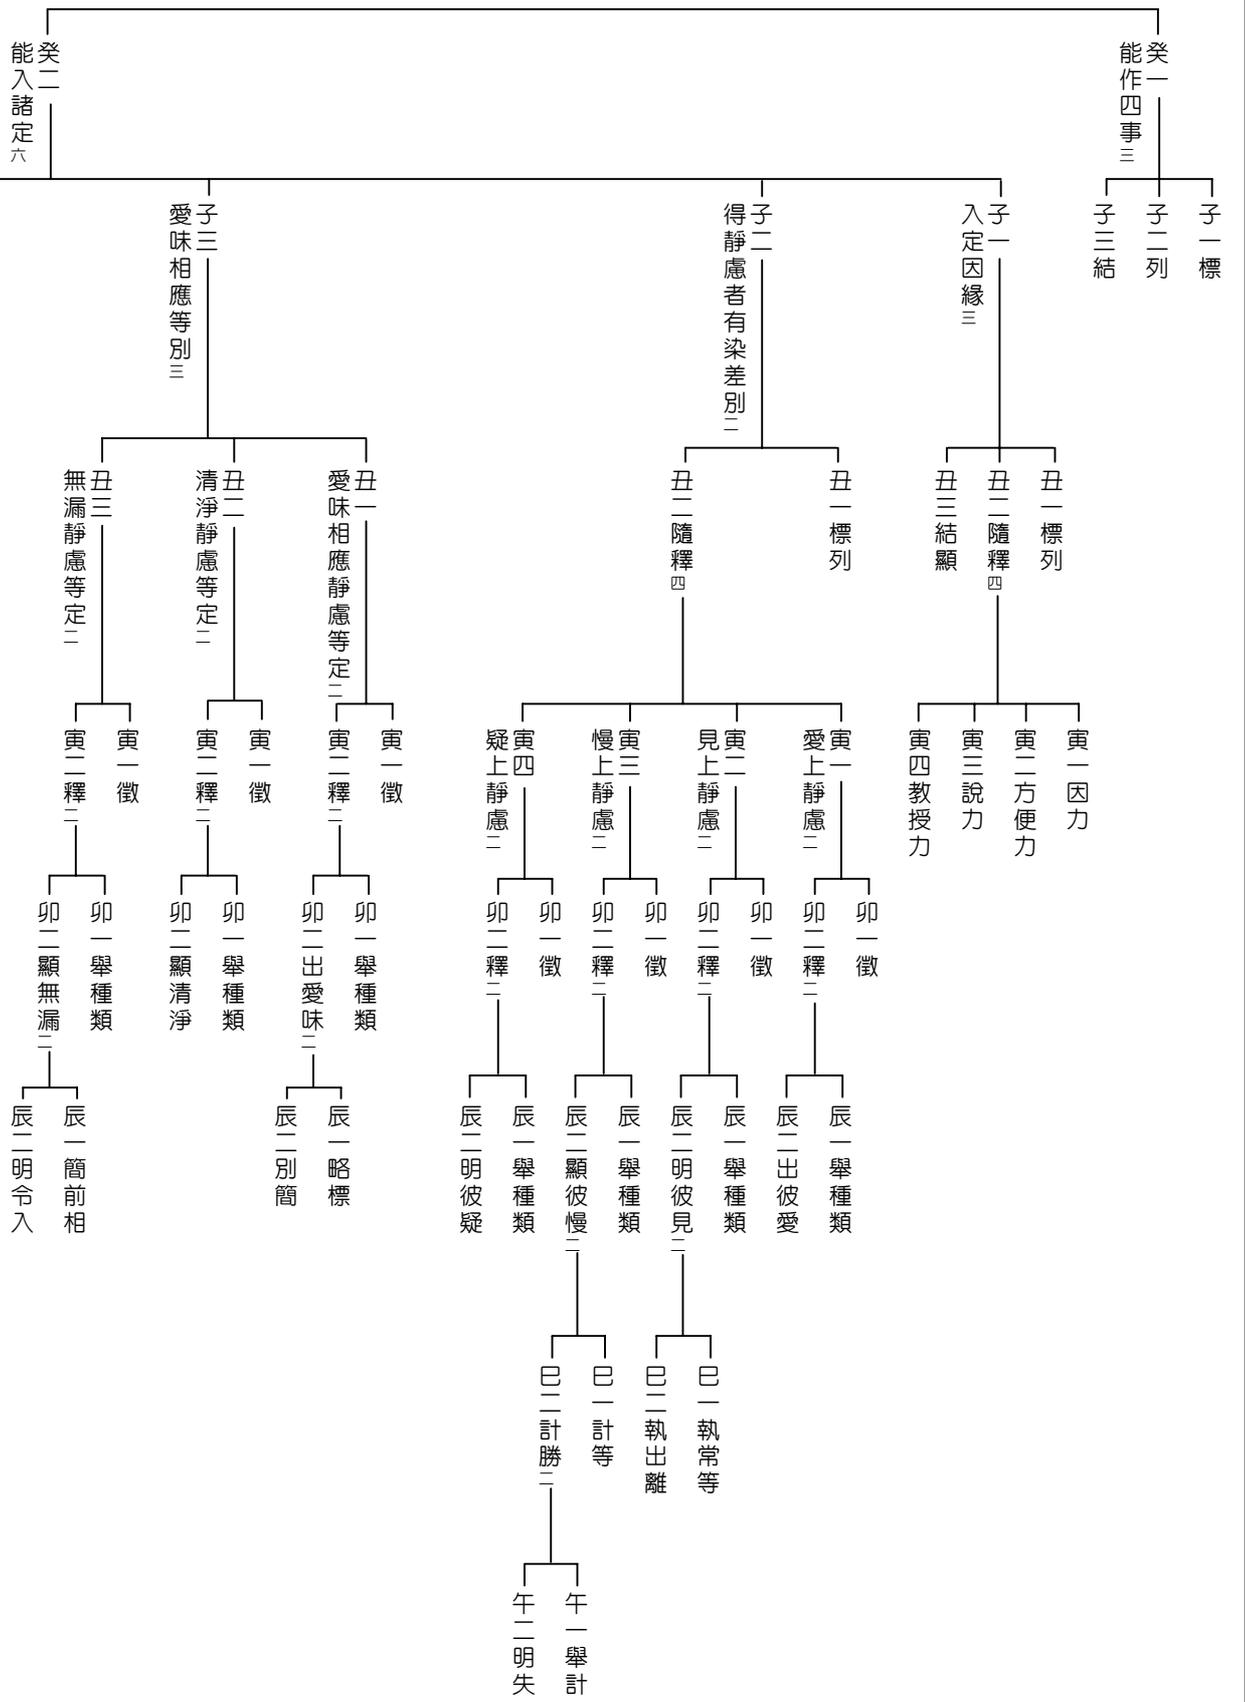 癸一
能作四事三
子一標
子二列
子三結
癸二
能入諸定六
子一
入定因緣三
丑一標列
丑二隨釋四
寅一因力
寅二方便力
寅三說力
寅四教授力
丑三結顯
子二
得靜慮者有染差別二
丑一標列
丑二隨釋四
寅一
愛上靜慮二
卯一徵
卯二釋二
辰一舉種類
辰二出彼愛
寅二
見上靜慮二
卯一徵
卯二釋二
辰一舉種類
辰二明彼見二
巳一執常等
巳二執出離
寅三
慢上靜慮二
卯一徵
卯二釋二
辰一舉種類
辰二顯彼慢二
巳一計等
巳二計勝二
午一舉計
午二明失
寅四
疑上靜慮二
卯一徵
卯二釋二
辰一舉種類
辰二明彼疑
子三
愛味相應等別三
丑一
愛味相應靜慮等定二
寅一徵
寅二釋二
卯一舉種類
卯二出愛味二
辰一略標
辰二別簡
丑二
清淨靜慮等定二
寅一徵
寅二釋二
卯一舉種類
卯二顯清淨
丑三
無漏靜慮等定二
寅一徵
寅二釋二
卯一舉種類
卯二顯無漏二
辰一簡前相
辰二明令入